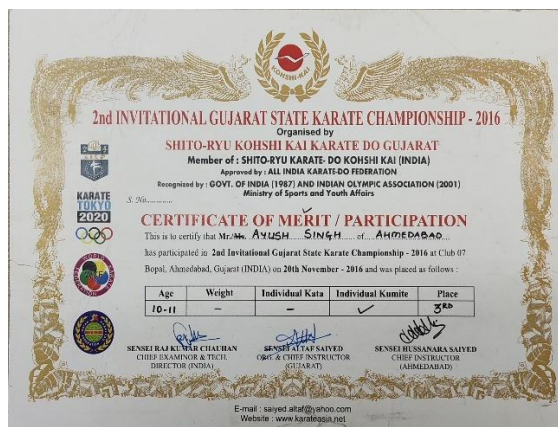 KOHSHI-KAI
2nd INVITATIONAL GUJARAT STATE KARATE CHAMPIONSHIP - 2016
Organised by
SHITO-RYU KOHSHI KAI KARATE DO GUJARAT
Member of : SHITO-RYU KARATE- DO KOHSHI KAI (INDIA)
Approved by : ALL INDIA KARATE-DO FEDERATION
Recognized by : GOVT. OF INDIA (1987) AND INDIAN OLYMPIC ASSOCIATION (2001)
Ministry of Sports and Youth Affairs
S. No............
KARATE
TOKYO
2020
CERTIFICATE OF MERIT / PARTICIPATION
This is to certify that Mr./Ms. AYUSH SINGH of AHMEDABAD
has participated in 2nd Invitational Gujarat State Karate Championship - 2016 at Club 07
Bopal, Ahmedabad, Gujarat (INDIA) on 20th November - 2016 and was placed as follows :
Age Weight Individual Kata Individual Kumite Place
10-11 – – ✓ 3RD
SENSEI RAJ KUMAR CHAUHAN SENSEI ALTAF SAIYED SENSEI HUSSANARA SAIYED
CHIEF EXAMINOR & TECH. ORG. & CHIEF INSTRUCTOR CHIEF INSTRUCTOR
DIRECTOR (INDIA) (GUJARAT) (AHMEDABAD)
E-mail : saiyed.altaf@yahoo.com
Website : www.karateasia.net